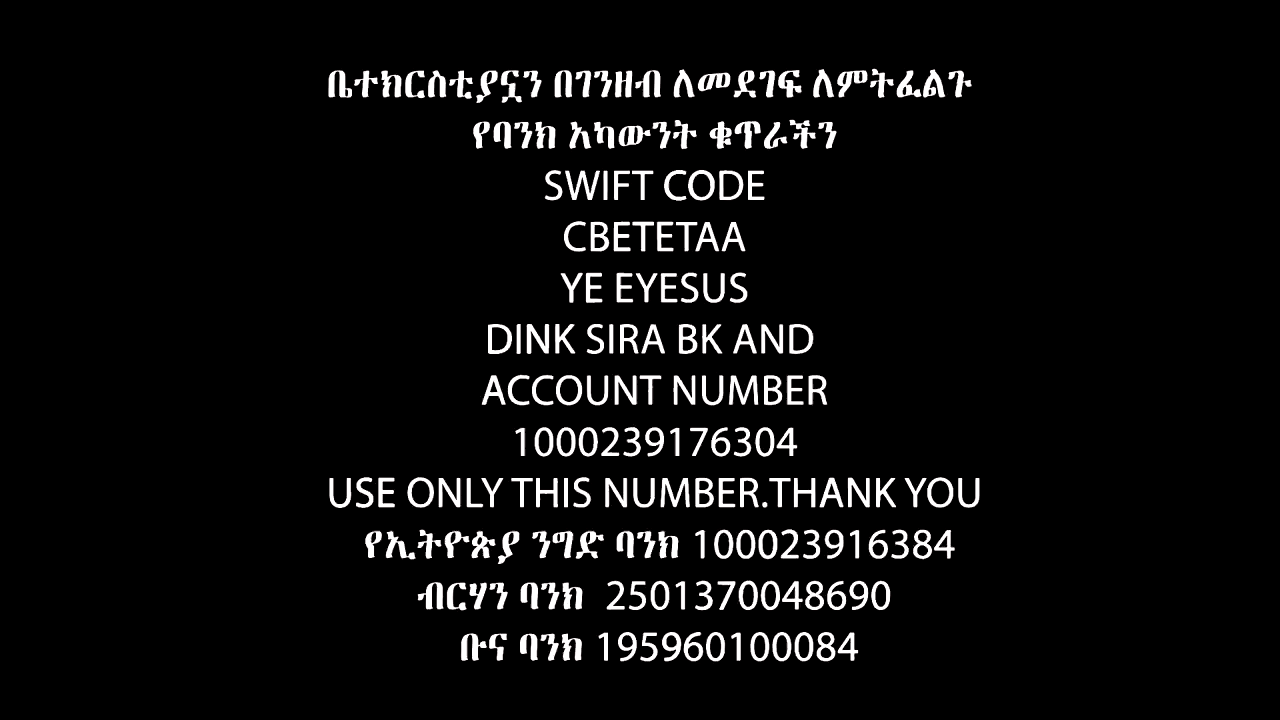 ቤተክርስቲያኗን በገንዘብ ለመደገፍ ለምትፈልጉ
የባንክ አካውንት ቁጥራችን
SWIFT CODE
CBETETAA
YE EYESUS
DINK SIRA BK AND
ACCOUNT NUMBER
1000239176304
USE ONLY THIS NUMBER.THANK YOU
የኢትዮጵያ ንግድ ባንክ 100023916384
ብርሃን ባንክ 2501370048690
ቡና ባንክ 195960100084